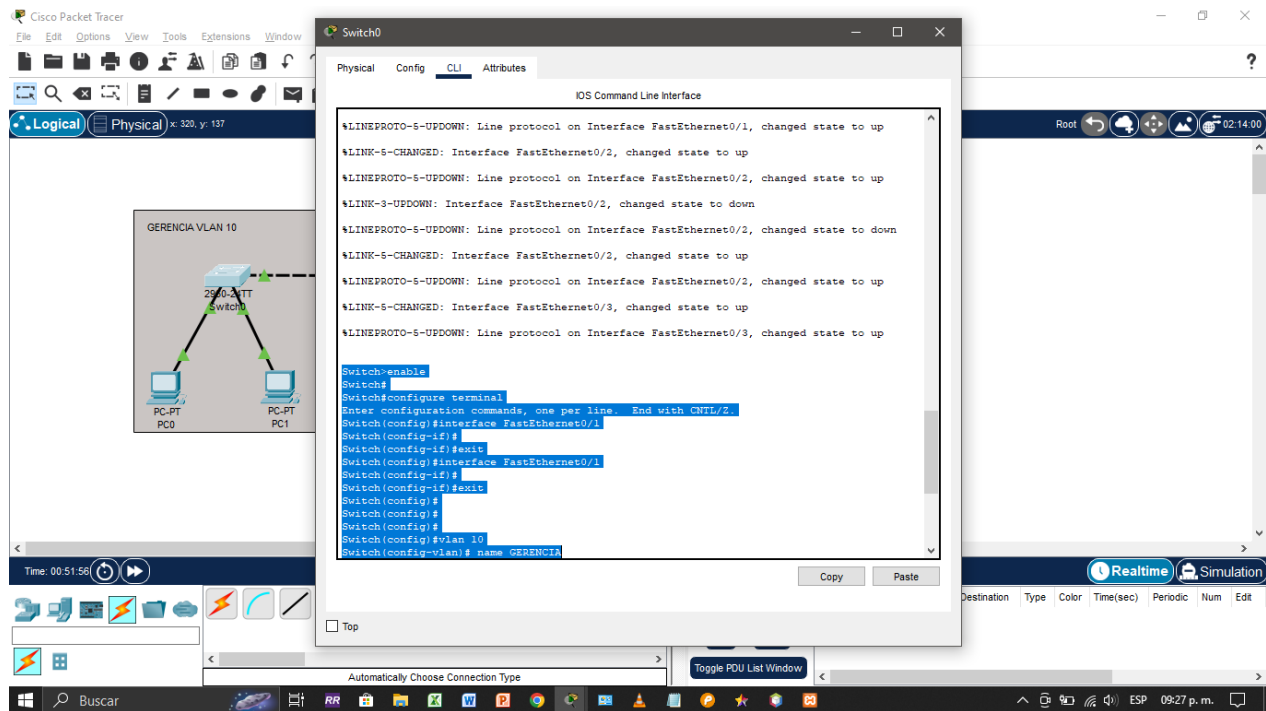 Cisco Packet Tracer
File Edit Options View Tools Extensions Window
Switch0
Physical Config CLI Attributes
IOS Command Line Interface
?
Logical Physical x: 320, y: 137
Root 02:14:00
%LINEPROTO-5-UPDOWN: Line protocol on Interface FastEthernet0/1, changed state to up
%LINK-5-CHANGED: Interface FastEthernet0/2, changed state to up
%LINEPROTO-5-UPDOWN: Line protocol on Interface FastEthernet0/2, changed state to up
%LINK-3-UPDOWN: Interface FastEthernet0/2, changed state to down
%LINEPROTO-5-UPDOWN: Line protocol on Interface FastEthernet0/2, changed state to down
%LINK-5-CHANGED: Interface FastEthernet0/2, changed state to up
%LINEPROTO-5-UPDOWN: Line protocol on Interface FastEthernet0/2, changed state to up
%LINK-5-CHANGED: Interface FastEthernet0/3, changed state to up
%LINEPROTO-5-UPDOWN: Line protocol on Interface FastEthernet0/3, changed state to up
Switch>enable
Switch#
Switch#configure terminal
Enter configuration commands, one per line. End with CNTL/Z.
Switch(config)#interface FastEthernet0/1
Switch(config-if)#
Switch(config-if)#exit
Switch(config)#interface FastEthernet0/1
Switch(config-if)#
Switch(config-if)#exit
Switch(config)#
Switch(config)#
Switch(config)#
Switch(config)#vlan 10
Switch(config-vlan)# name GERENCIA
GERENCIA VLAN 10
2960-24TT
Switch0
PC-PT
PC0
PC-PT
PC1
Copy Paste
Top
Time: 00:51:56
Realtime Simulation
Destination Type Color Time(sec) Periodic Num Edit
Toggle PDU List Window
Automatically Choose Connection Type
Buscar
RR
ESP 09:27 p. m.